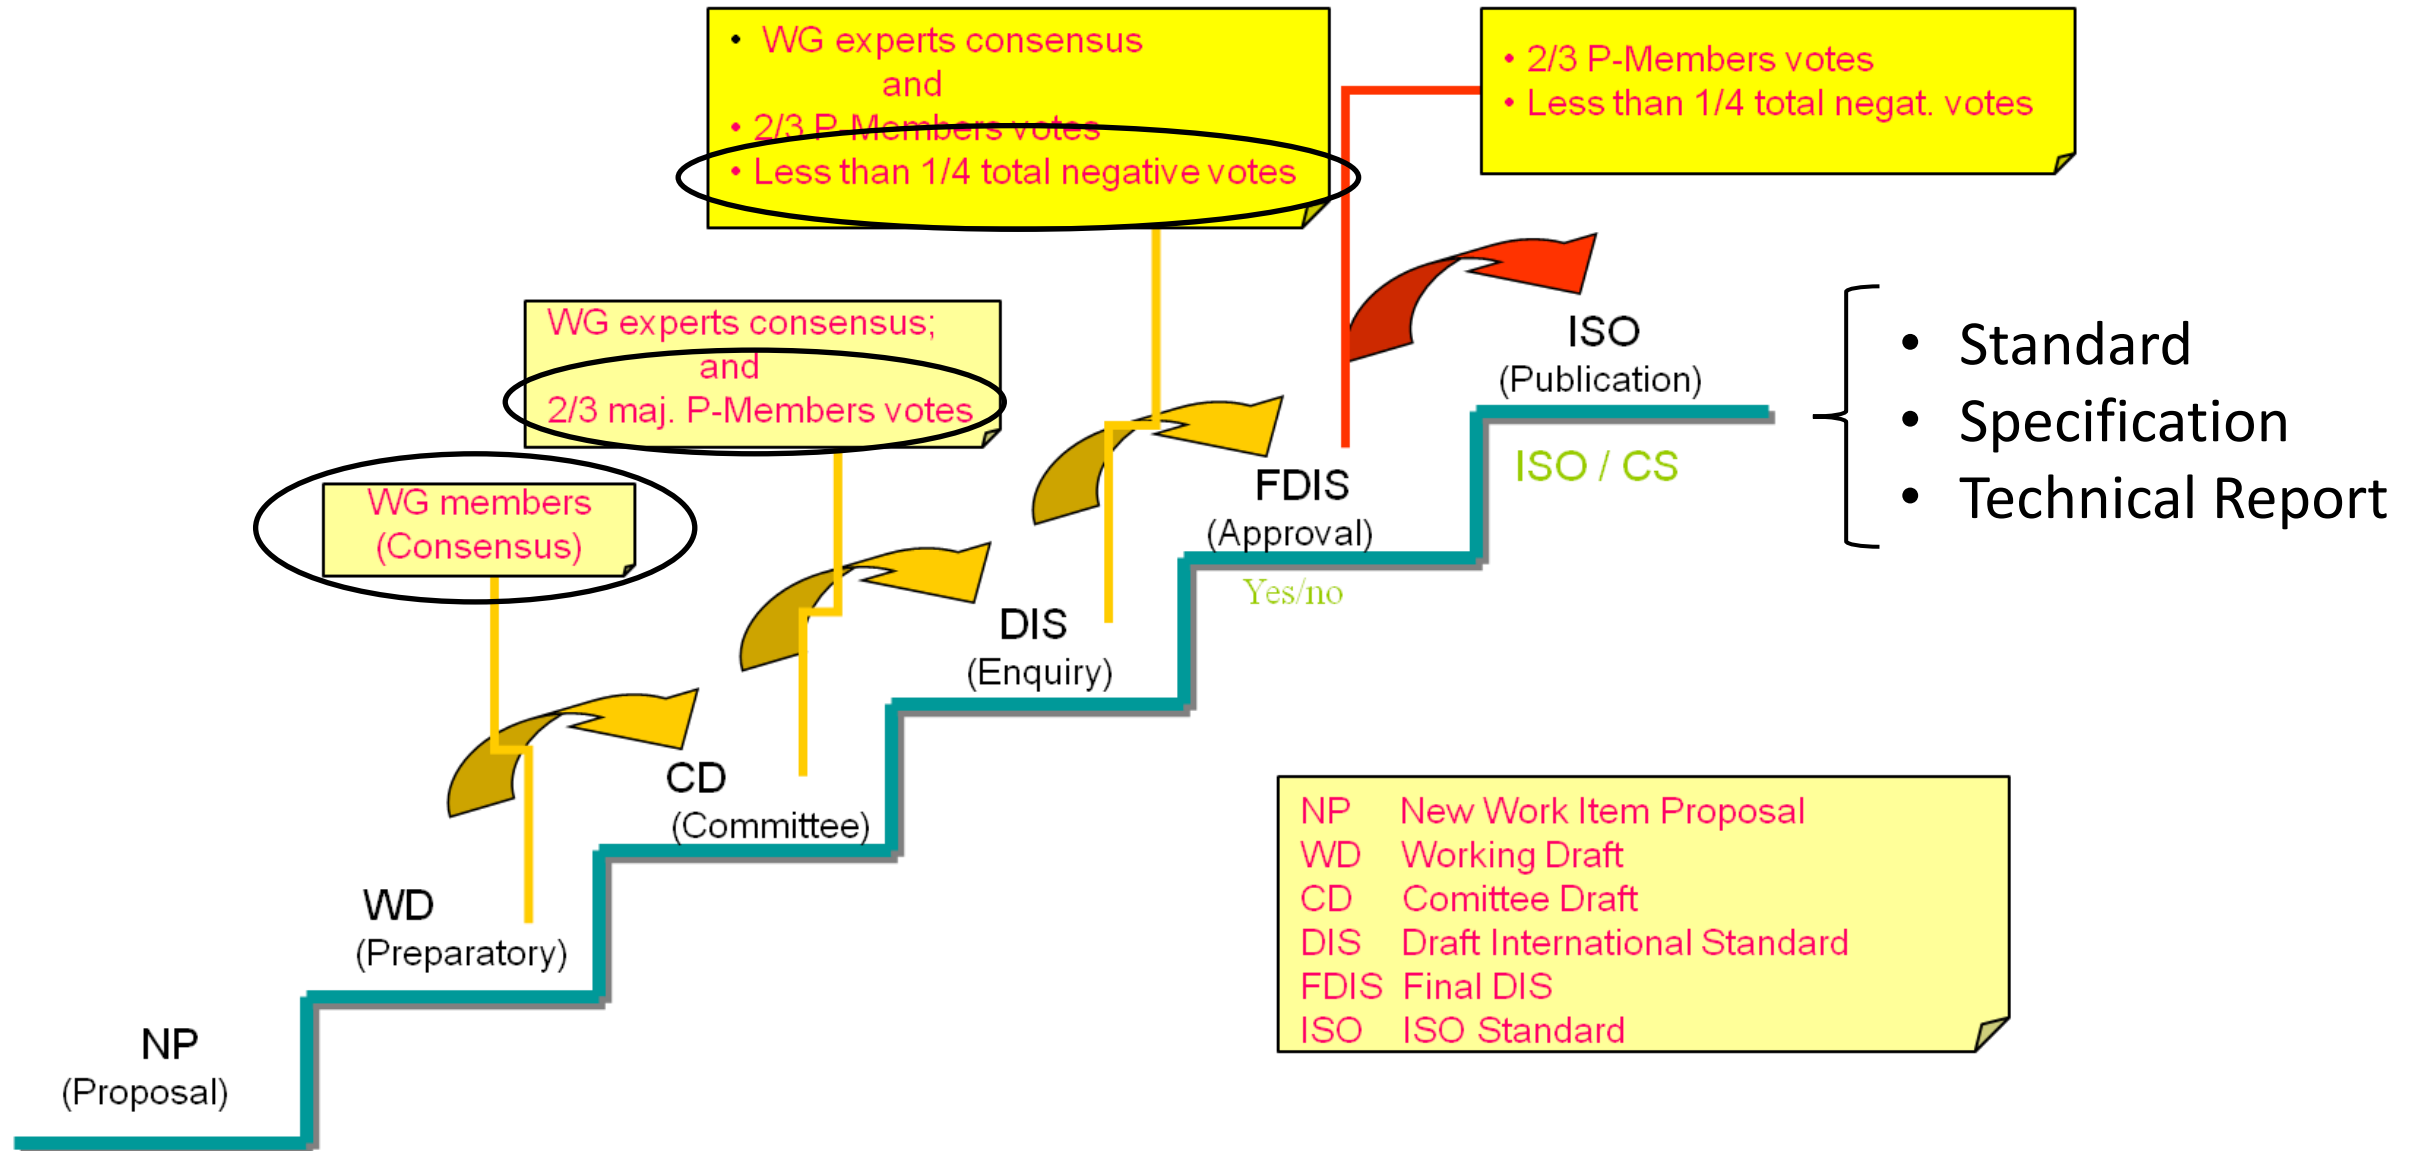 • WG experts consensus
and
• 2/3 P-Members votes
• Less than 1/4 total negative votes
• 2/3 P-Members votes
• Less than 1/4 total negat. votes
WG experts consensus;
and
2/3 maj. P-Members votes
WG members
(Consensus)
ISO
(Publication)
ISO / CS
• Standard
• Specification
• Technical Report
FDIS
(Approval)
Yes/no
DIS
(Enquiry)
CD
(Committee)
WD
(Preparatory)
NP
(Proposal)
NP New Work Item Proposal
WD Working Draft
CD Comittee Draft
DIS Draft International Standard
FDIS Final DIS
ISO ISO Standard